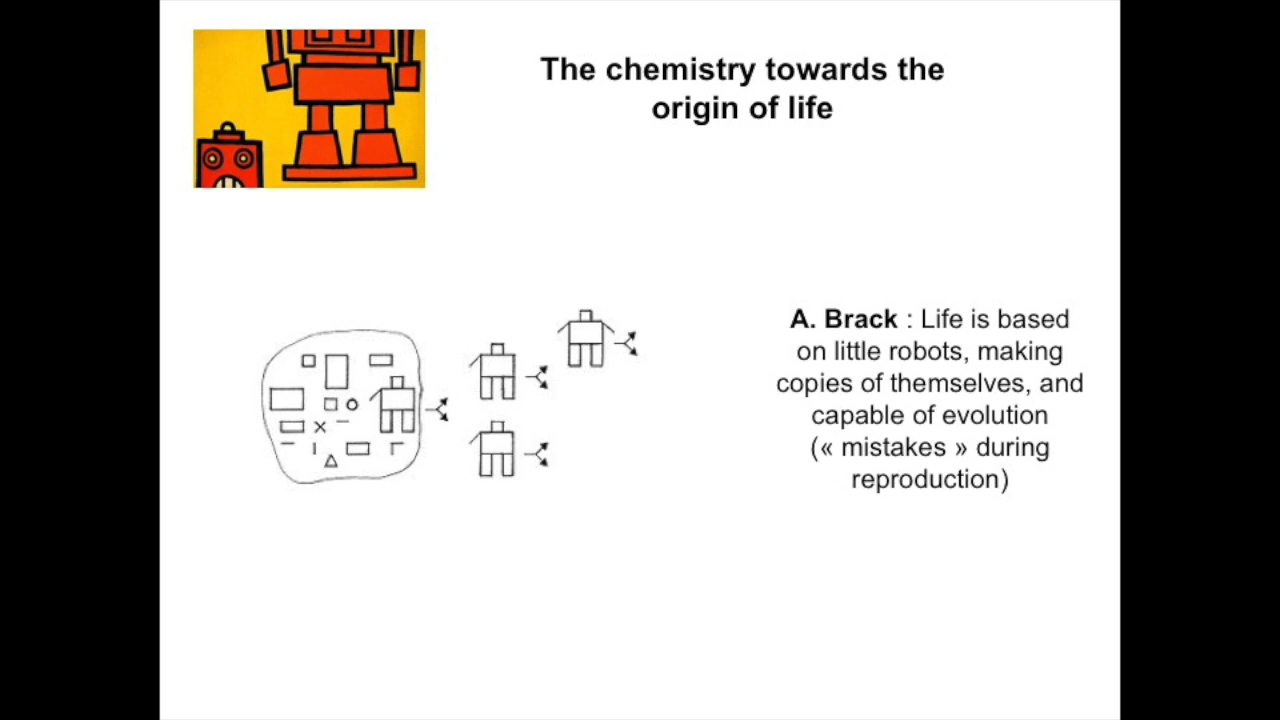 The chemistry towards the
origin of life
A. Brack : Life is based
on little robots, making
copies of themselves, and
capable of evolution
(« mistakes » during
reproduction)